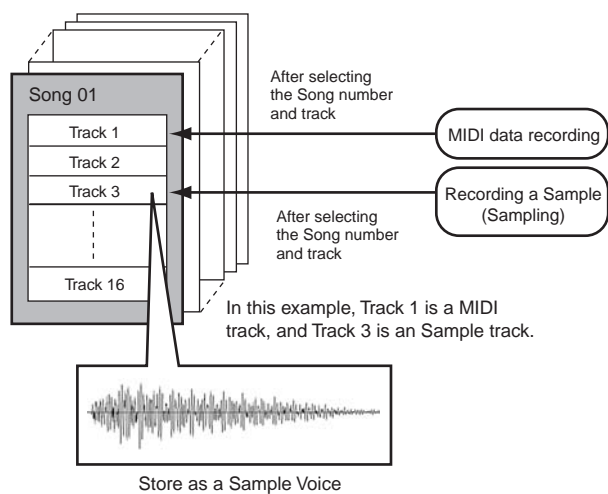 Song 01
Track 1
Track 2
Track 3
Track 16
After selecting
the Song number
and track
MIDI data recording
Recording a Sample
(Sampling)
After selecting
the Song number
and track
In this example, Track 1 is a MIDI
track, and Track 3 is an Sample track.
Store as a Sample Voice